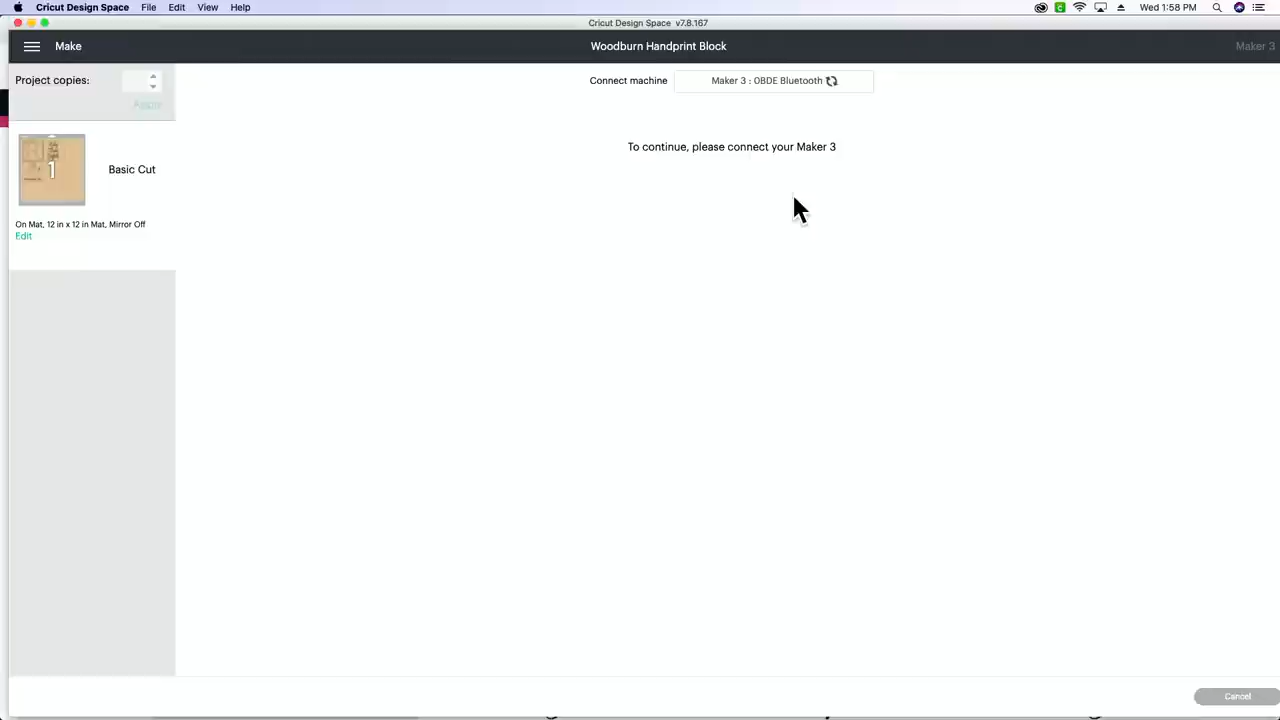 Cricut Design Space File Edit View Help Wed 1:58 PM
Cricut Design Space v7.8.167
Make Woodburn Handprint Block Maker 3
Project copies: Connect machine Maker 3 : OBDE Bluetooth
Apply
To continue, please connect your Maker 3
1 Basic Cut
On Mat, 12 in x 12 in Mat, Mirror Off
Edit
Cancel